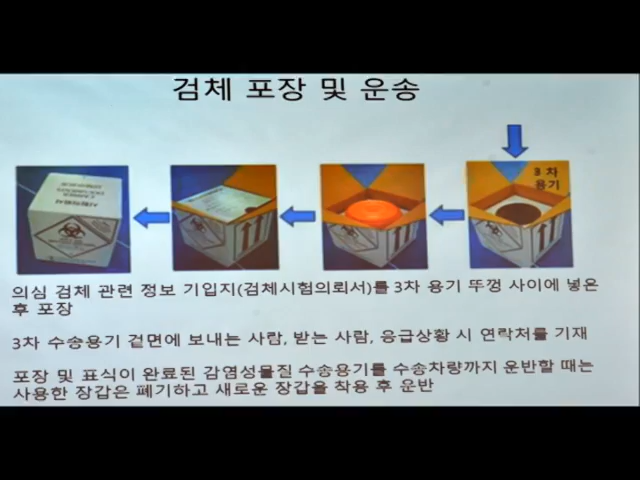 검체 포장 및 운송
3 차
용기
의심 검체 관련 정보 기입지(검체시험의뢰서)를 3차 용기 뚜껑 사이에 넣은
후 포장
3차 수송용기 겉면에 보내는 사람, 받는 사람, 응급상황 시 연락처를 기재
포장 및 표식이 완료된 감염성물질 수송용기를 수송차량까지 운반할 때는
사용한 장갑은 폐기하고 새로운 장갑을 착용 후 운반